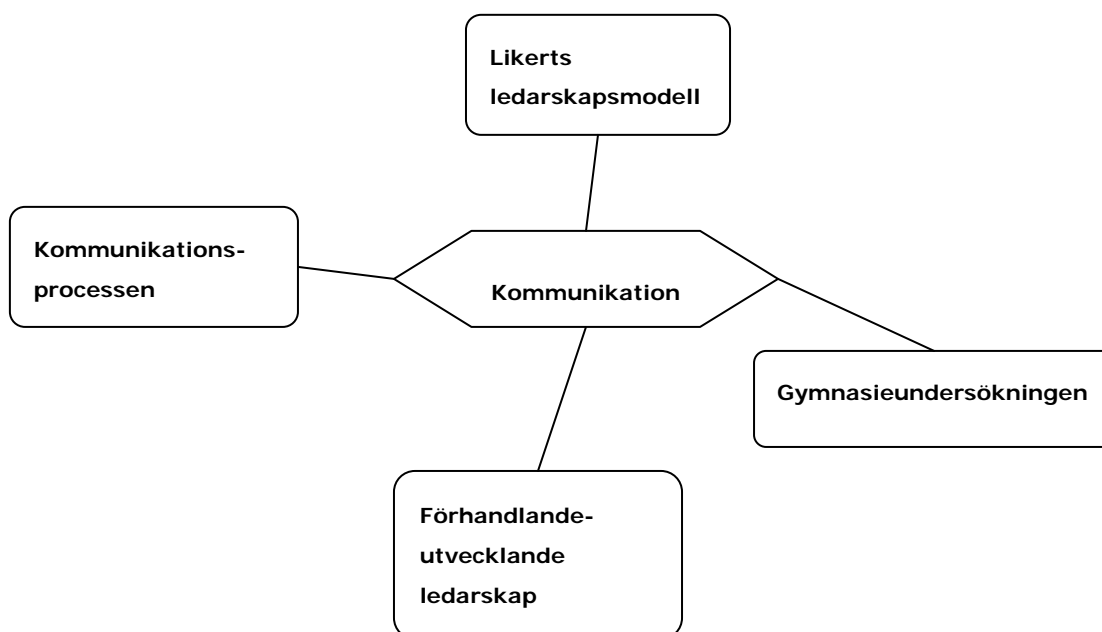 Likerts
ledarskapsmodell
Kommunikations-
processen
Kommunikation
Gymnasieundersökningen
Förhandlande-
utvecklande
ledarskap